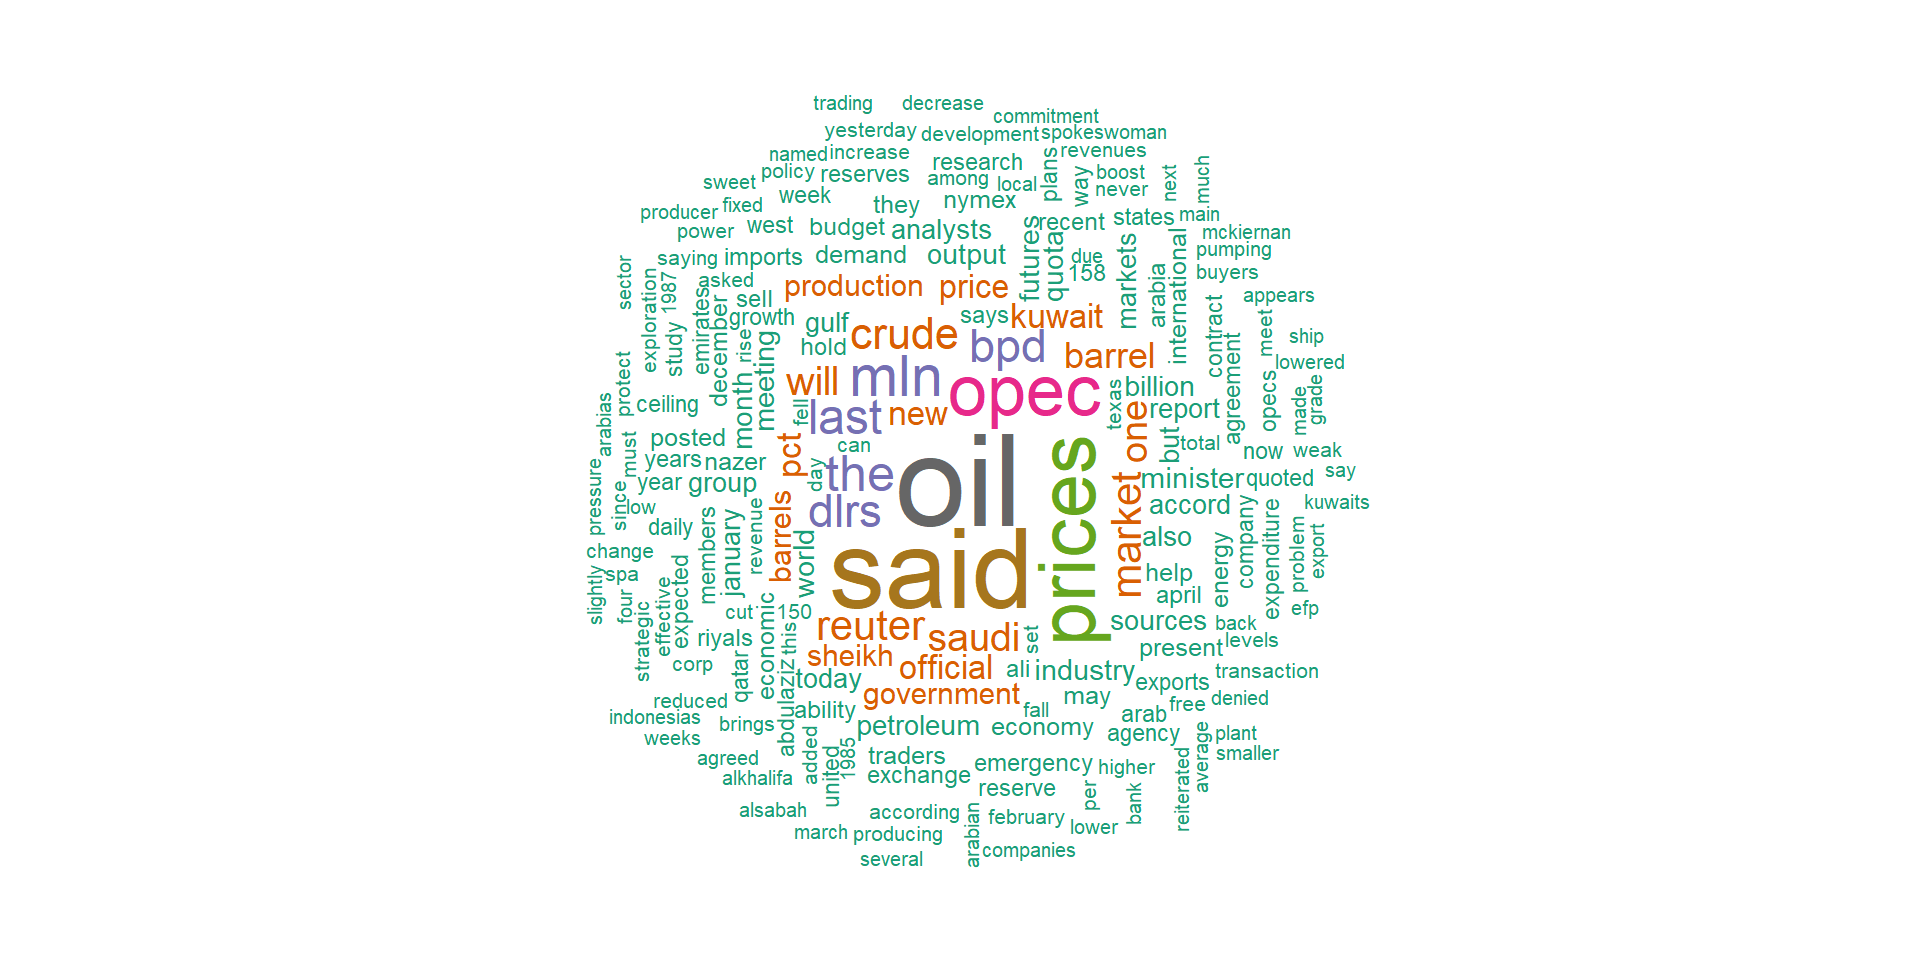 trading decrease
commitment
yesterday development spokeswoman
named increase research plans revenues
policy reserves among local way boost next much
sweet week they nymex never
producer fixed west budget analysts futures quota recent states main
power mckiernan
saying imports demand output due markets arabia international pumping
sector exploration 1987 asked 158 buyers
emirates december sell production price
growth gulf says kuwait contract appears
study rise hold crude bpd barrel agreement meet ship
protect month meeting will mln opec texas billion opecs lowered
ceiling fell last new one report made grade
arabias must posted pct can but total now weak
years nazer day the oil prices market say
pressure since year group minister quoted
low barrels dlrs accord kuwaits
daily members january revenue world said also energy company expenditure problem export
change
slightly spa help
four effective expected cut 150 april efp
strategic riyals economic this reuter saudi set sources back
levels
corp qatar abdulaziz sheikh official ali industry present transaction
today government exports
reduced ability fall may arab free denied
indonesias brings petroleum economy agency plant
weeks
agreed added united 1985 traders emergency higher reiterated average smaller
alkhalifa exchange reserve per bank
alsabah according arabian february lower
march producing
several companies